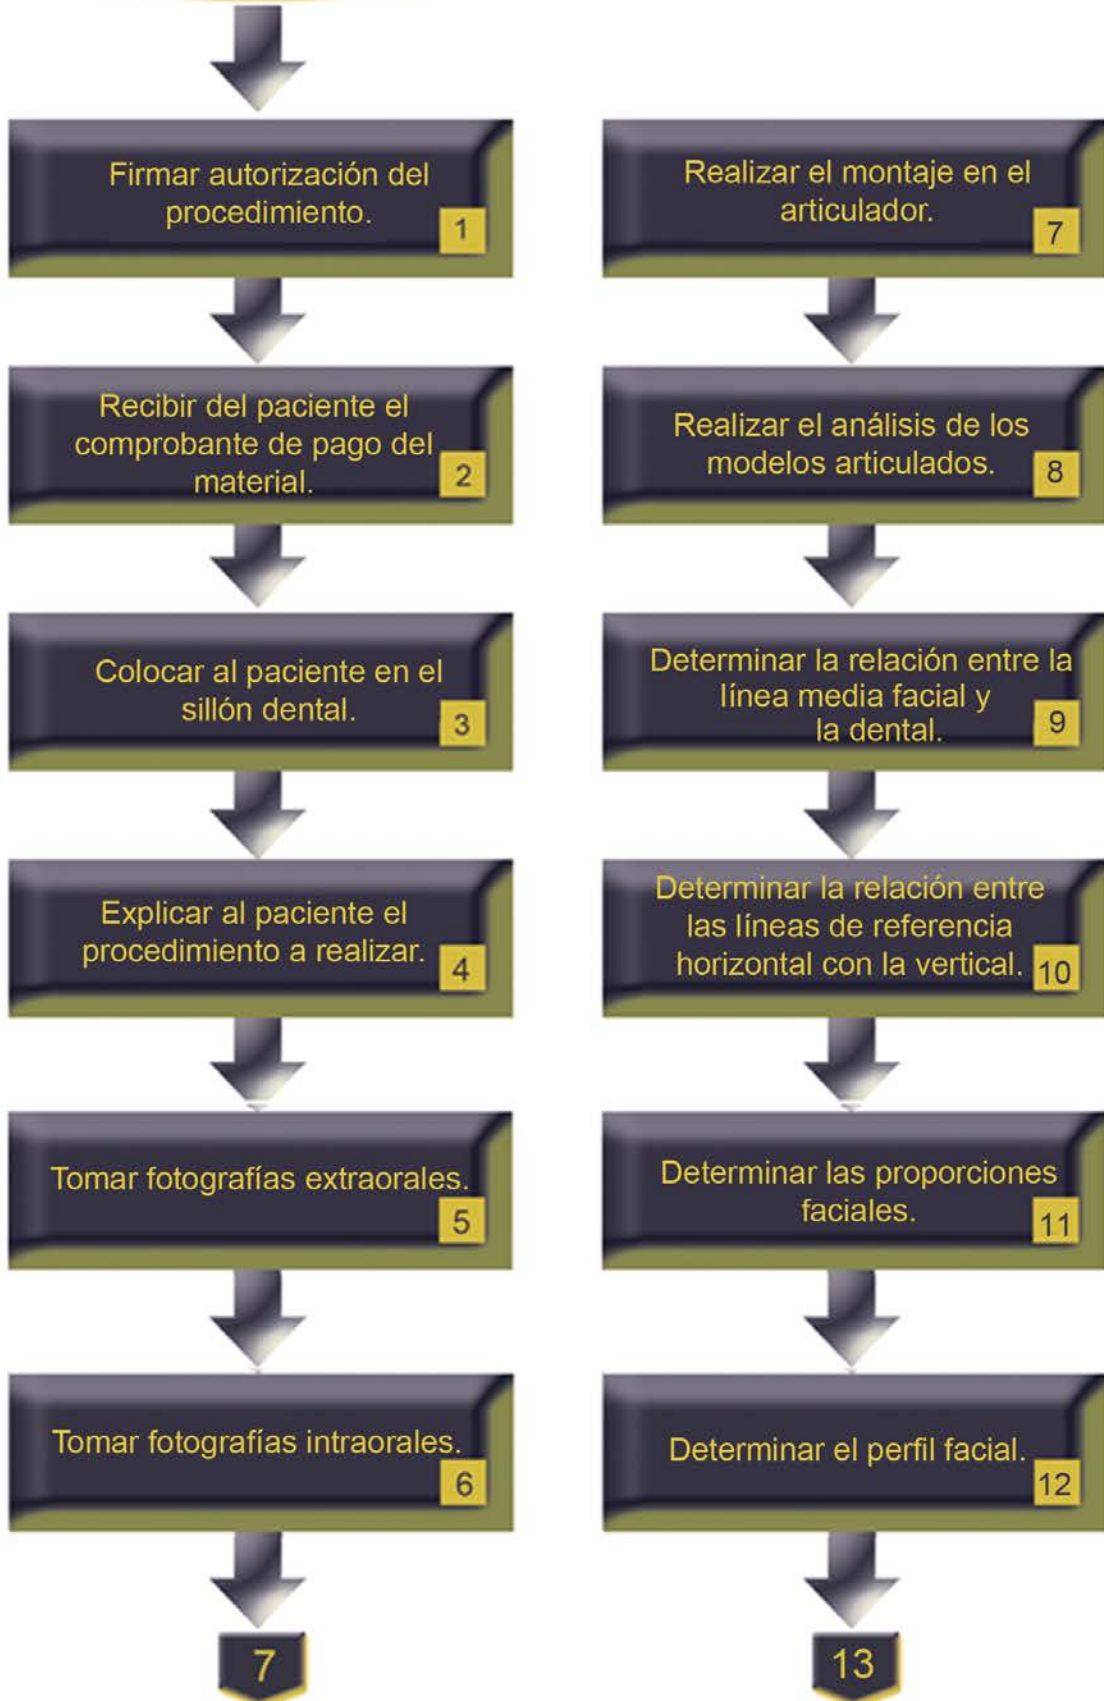 Firmar autorización del
procedimiento.
1
Recibir del paciente el
comprobante de pago del
material.
2
Colocar al paciente en el
sillón dental.
3
Explicar al paciente el
procedimiento a realizar.
4
Tomar fotografías extraorales.
5
Tomar fotografías intraorales.
6
7
Realizar el montaje en el
articulador.
7
Realizar el análisis de los
modelos articulados.
8
Determinar la relación entre la
línea media facial y
la dental.
9
Determinar la relación entre
las líneas de referencia
horizontal con la vertical.
10
Determinar las proporciones
faciales.
11
Determinar el perfil facial.
12
13